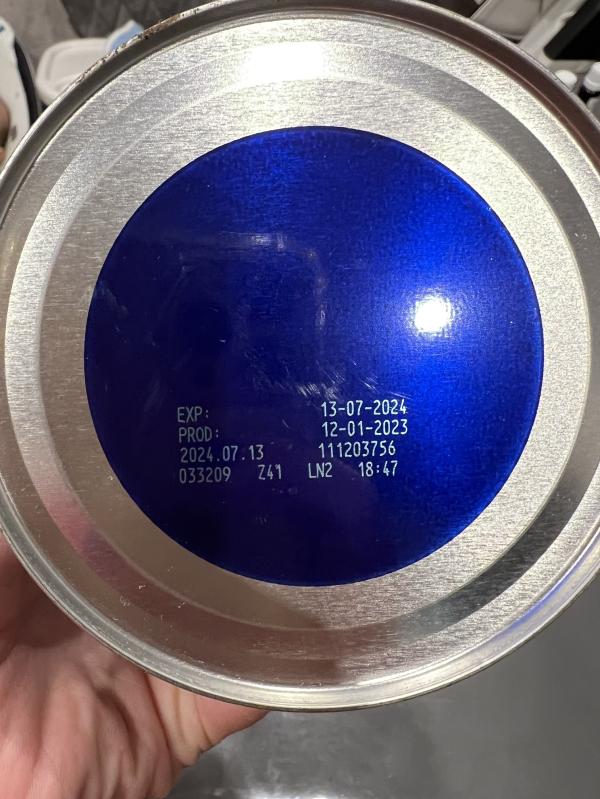 EXP: 13-07-2024
PROD: 12-01-2023
2024.07.13 111203756
033209 Z41 LN2 18:47